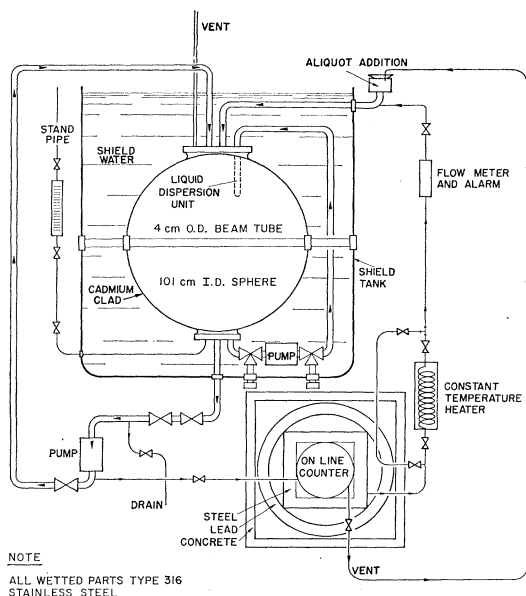 VENT
ALIQUOT ADDITION
STAND
PIPE
SHIELD
WATER
LIQUID
DISPERSION
UNIT
FLOW METER
AND ALARM
4 cm O.D. BEAM TUBE
101 cm I.D. SPHERE
CADMIUM
CLAD
SHIELD
TANK
PUMP
CONSTANT
TEMPERATURE
HEATER
PUMP
ON LINE
COUNTER
DRAIN
STEEL
LEAD
CONCRETE
VENT
NOTE
ALL WETTED PARTS TYPE 316
STAINLESS STEEL